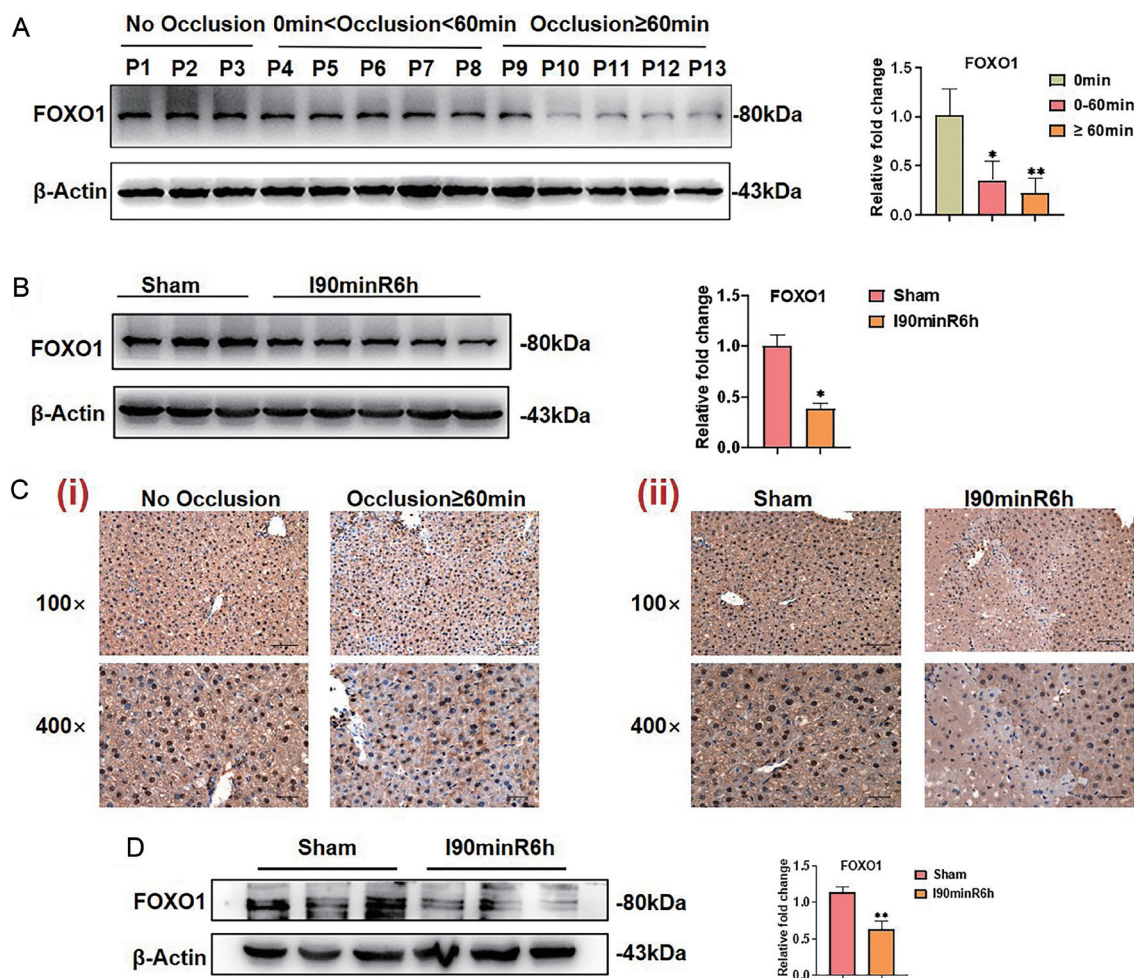 A
No Occlusion 0min<Occlusion<60min Occlusion≥60min
P1 P2 P3 P4 P5 P6 P7 P8 P9 P10 P11 P12 P13
FOXO1 -80kDa
β-Actin -43kDa
FOXO1
Relative fold change
1.5
1.0
0.5
0.0
*
**
0min
0-60min
≥ 60min
B
Sham I90minR6h
FOXO1 -80kDa
β-Actin -43kDa
FOXO1
Relative fold change
1.5
1.0
0.5
0.0
*
Sham
I90minR6h
C (i)
No Occlusion Occlusion≥60min
100×
400×
(ii)
Sham I90minR6h
100×
400×
D
Sham I90minR6h
FOXO1 -80kDa
β-Actin -43kDa
FOXO1
Relative fold change
1.5
1.0
0.5
0.0
**
Sham
I90minR6h